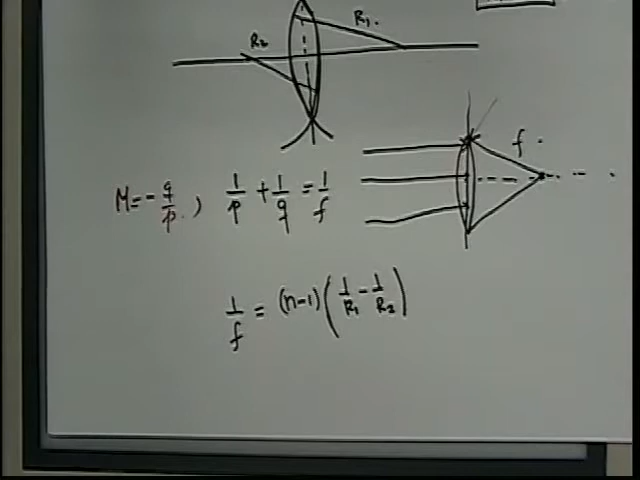 R₁.
R₂
f.
M = -q/p. , 1/p + 1/q = 1/f
1/f = (n-1)(1/R₁ - 1/R₂)